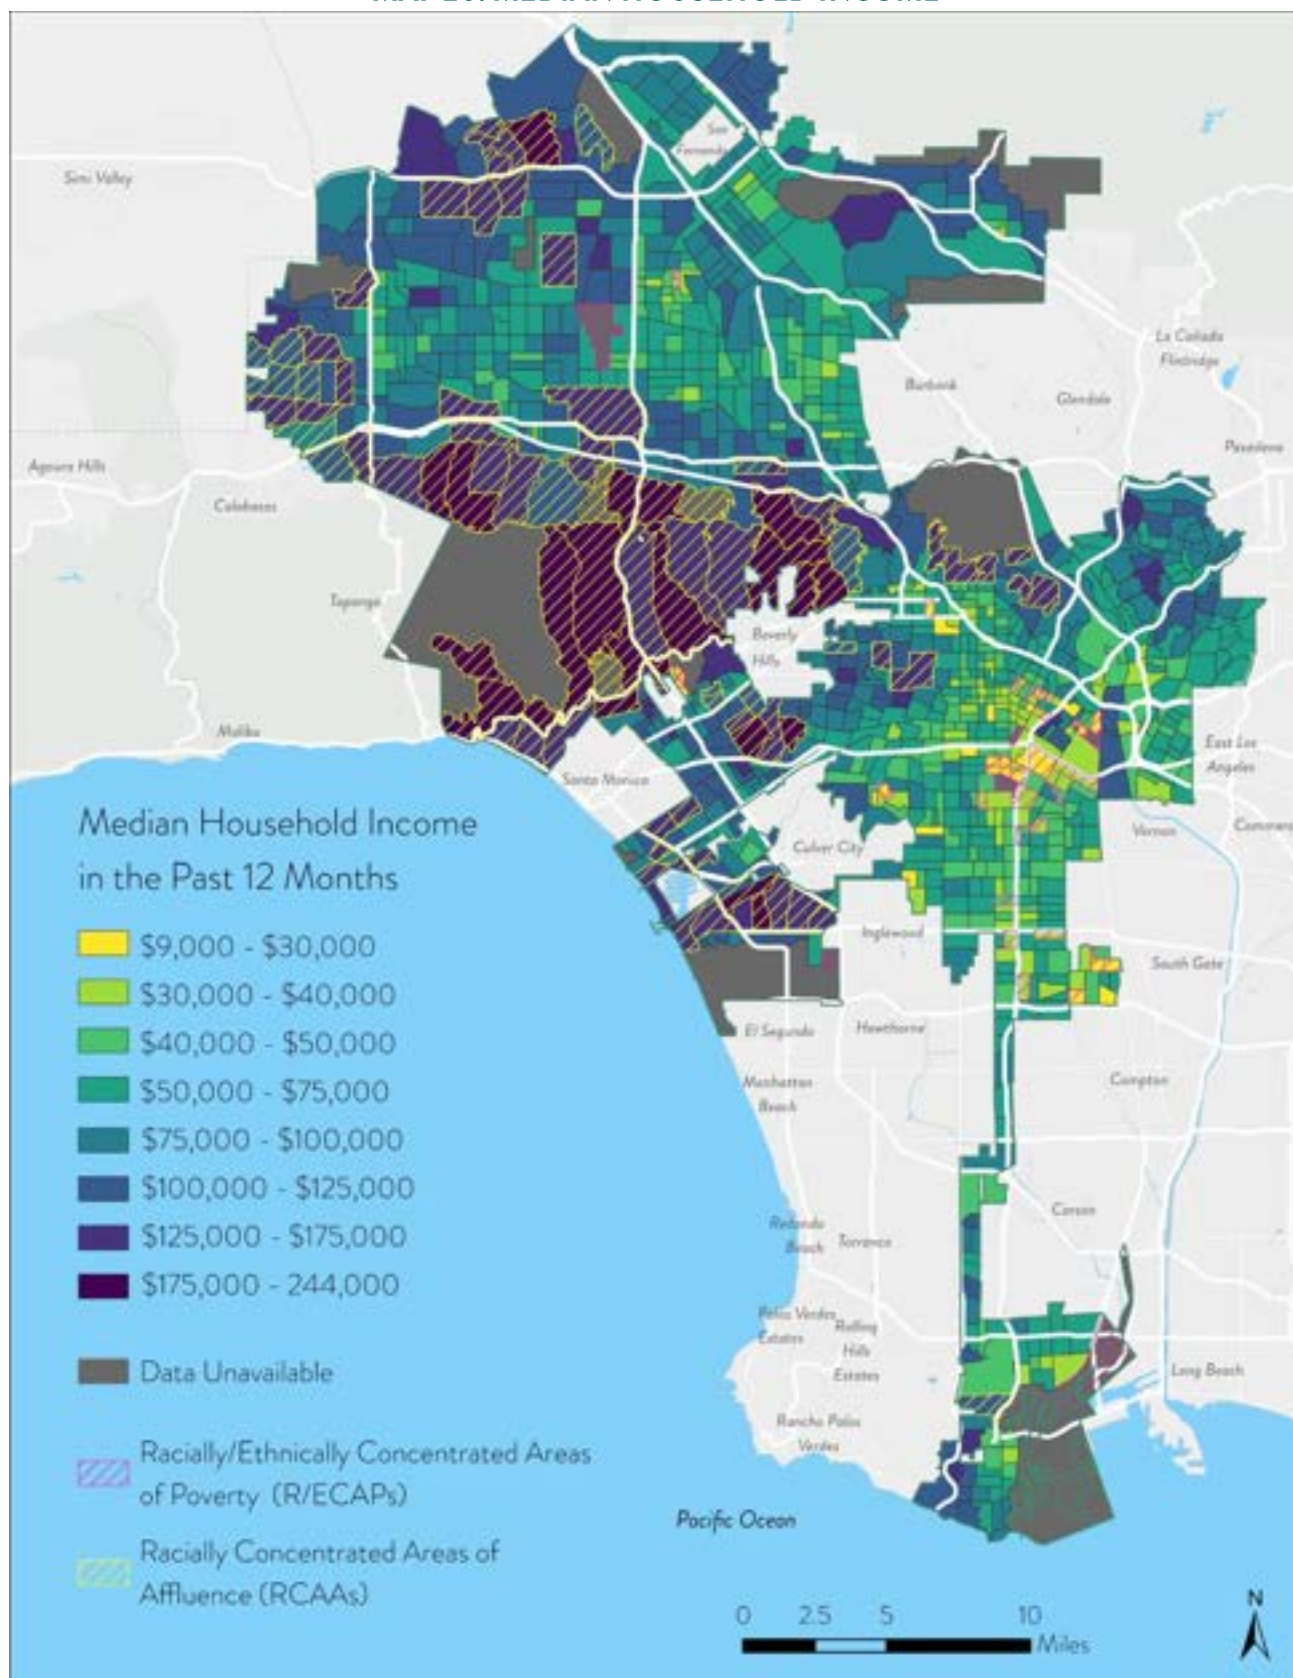 San
Fernando
Simi Valley
La Cañada
Flintridge
Burbank
Glendale
Pasadena
Agoura Hills
Calabasas
Topanga
Beverly
Hills
Malibu
East Los
Angeles
Santa Monica
Median Household Income
in the Past 12 Months
Vernon
Commerc
Culver City
Inglewood
South Gate
$9,000 - $30,000
$30,000 - $40,000
$40,000 - $50,000
$50,000 - $75,000
$75,000 - $100,000
$100,000 - $125,000
$125,000 - $175,000
$175,000 - 244,000
El Segundo
Hawthorne
Manhattan
Beach
Compton
Carson
Redondo
Beach
Torrance
Palos Verdes
Estates
Rolling
Hills
Estates
Long Beach
Rancho Palos
Verdes
Data Unavailable
Racially/Ethnically Concentrated Areas
of Poverty (R/ECAPs)
Racially Concentrated Areas of
Affluence (RCAAs)
Pacific Ocean
0 2.5 5 10
Miles
N